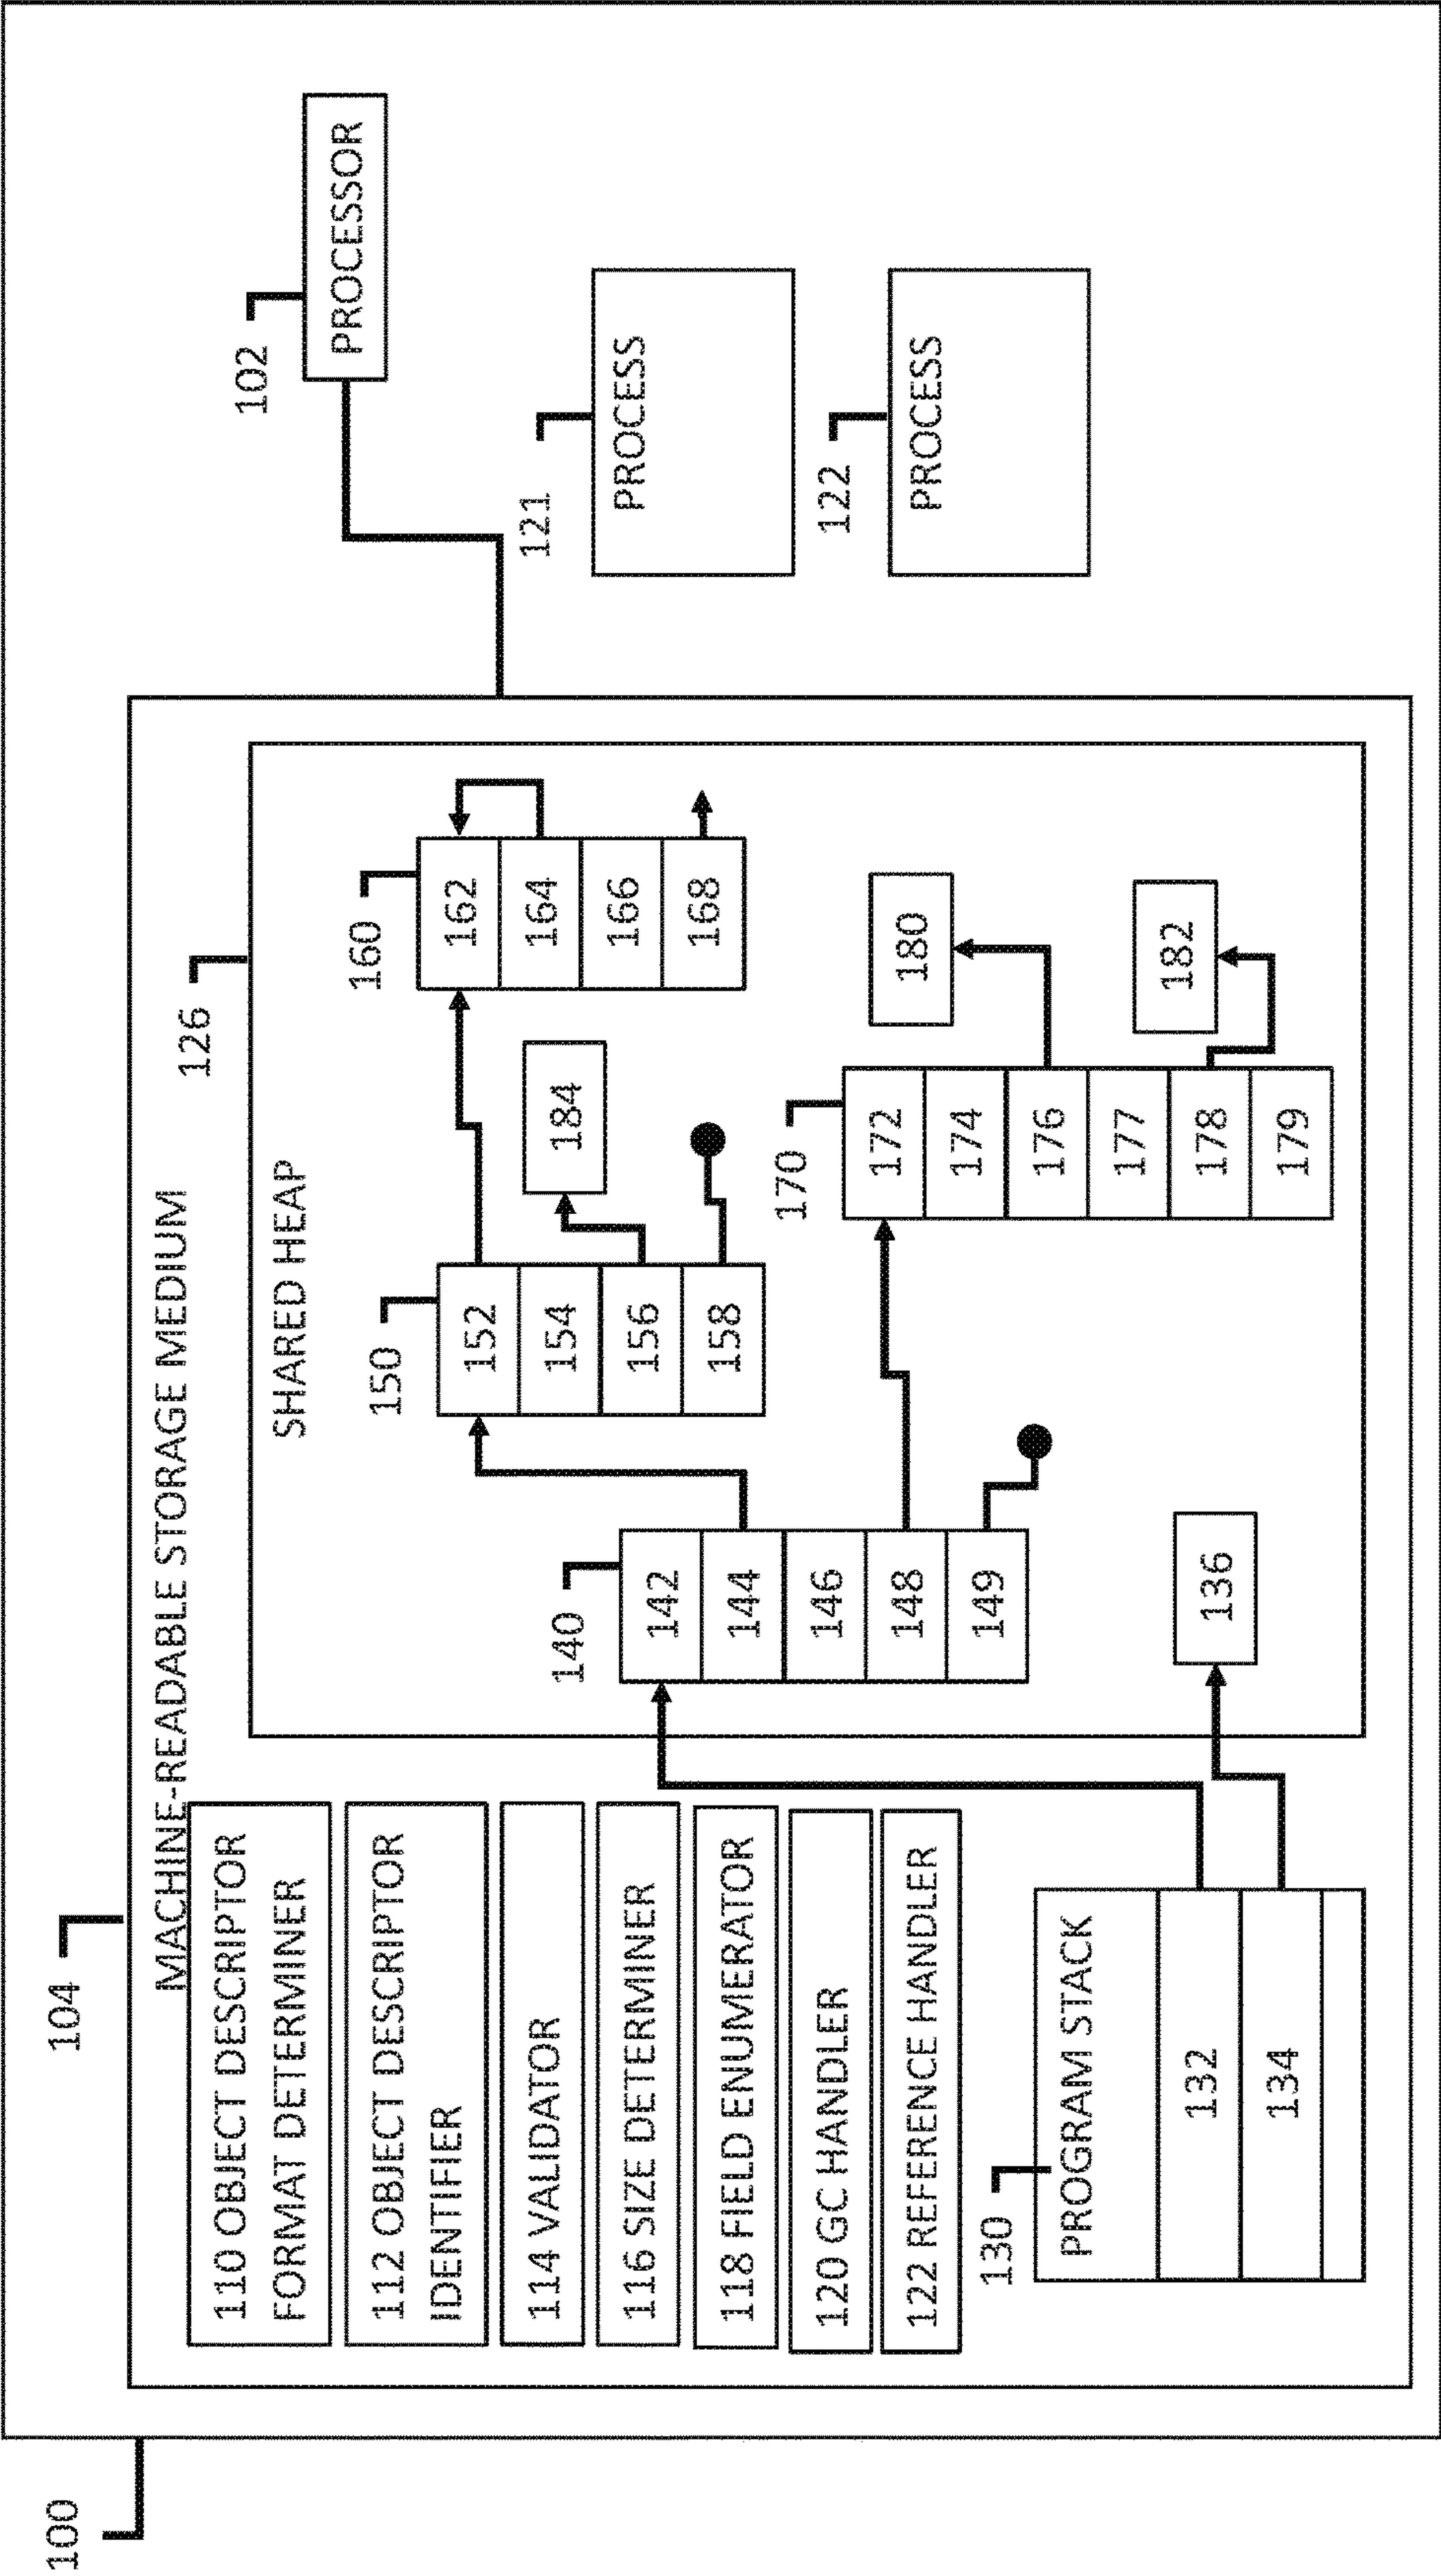 100
104
MACHINE-READABLE STORAGE MEDIUM
110 OBJECT DESCRIPTOR
FORMAT DETERMINER
112 OBJECT DESCRIPTOR
IDENTIFIER
114 VALIDATOR
116 SIZE DETERMINER
118 FIELD ENUMERATOR
120 GC HANDLER
122 REFERENCE HANDLER
130
PROGRAM STACK
132
134
126
SHARED HEAP
140
142
144
146
148
149
136
150
152
154
156
158
184
160
162
164
166
168
170
172
174
176
177
178
179
180
182
102
PROCESSOR
121
PROCESS
122
PROCESS